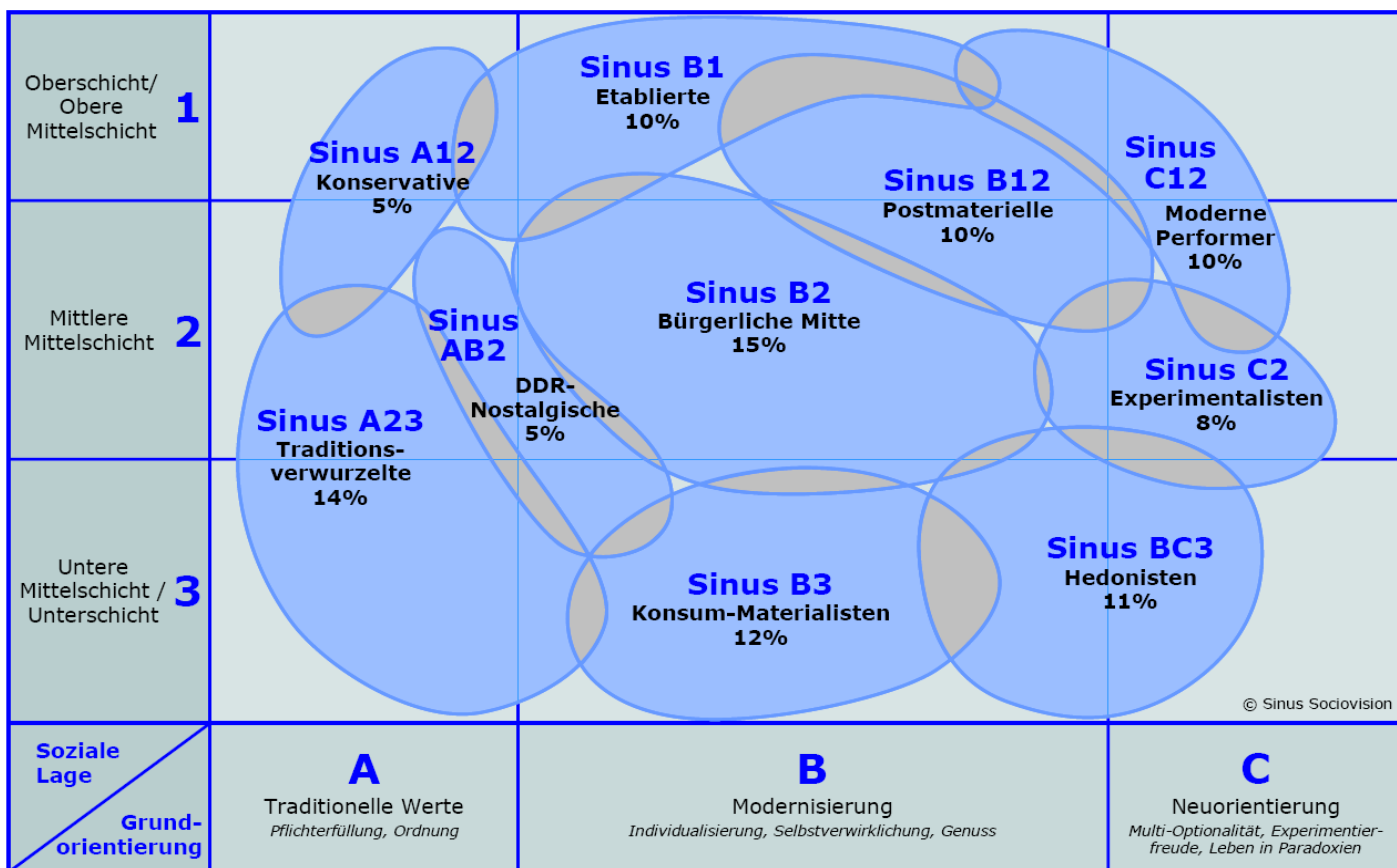 Oberschicht/
Obere
Mittelschicht
1
Sinus B1
Etablierte
10%
Sinus A12
Konservative
5%
Sinus B12
Postmaterielle
10%
Sinus
C12
Moderne
Performer
10%
Mittlere
Mittelschicht
2
Sinus
AB2
DDR-
Nostalgische
5%
Sinus B2
Bürgerliche Mitte
15%
Sinus C2
Experimentalisten
8%
Sinus A23
Traditions-
verwurzelte
14%
Untere
Mittelschicht /
Unterschicht
3
Sinus B3
Konsum-Materialisten
12%
Sinus BC3
Hedonisten
11%
© Sinus Sociovision
Soziale
Lage
Grund-
orientierung
A
Traditionelle Werte
Pflichterfüllung, Ordnung
B
Modernisierung
Individualisierung, Selbstverwirklichung, Genuss
C
Neuorientierung
Multi-Optionalität, Experimentier-
freude, Leben in Paradoxien